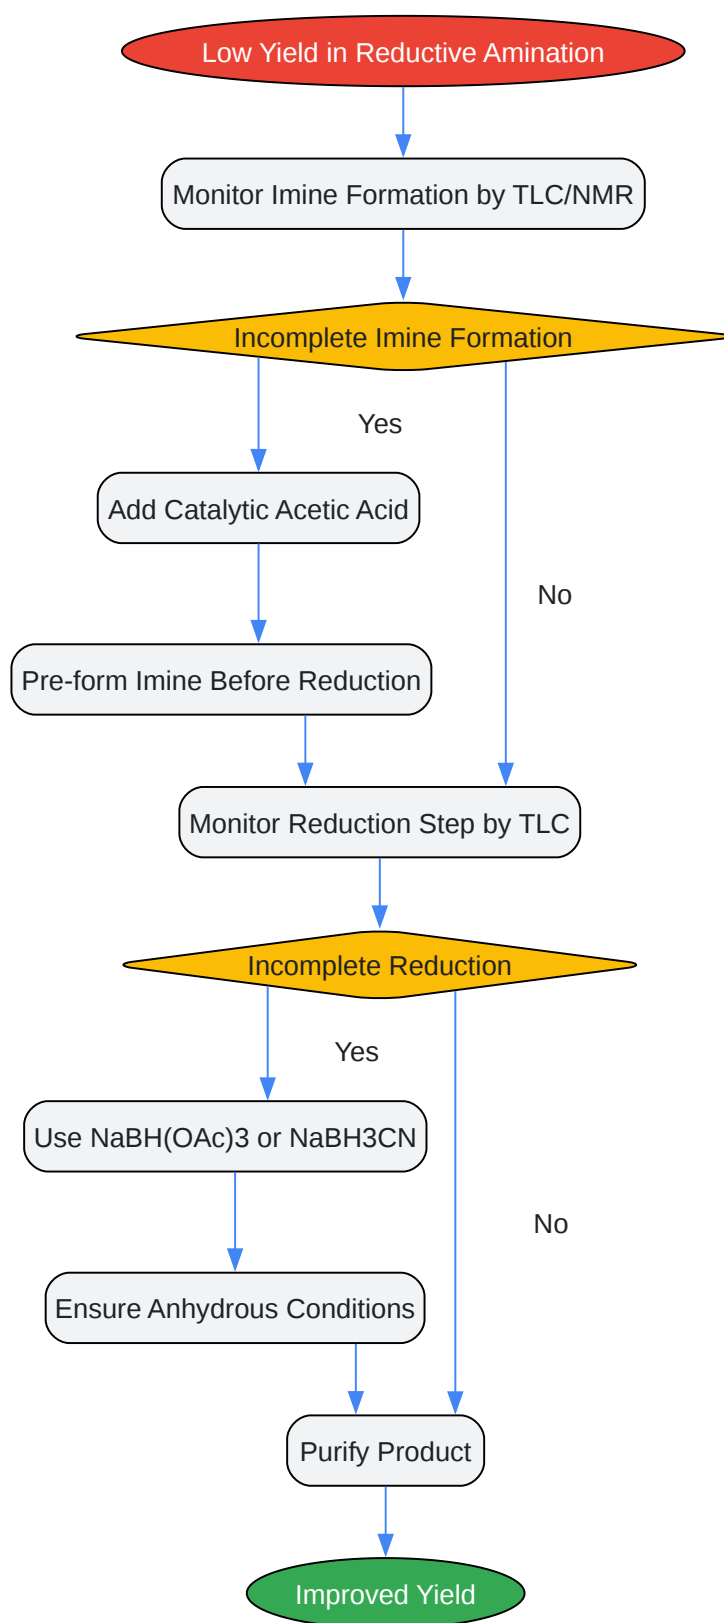 Low Yield in Reductive Amination
Monitor Imine Formation by TLC/NMR
Incomplete Imine Formation
Yes
Add Catalytic Acetic Acid
No
Pre-form Imine Before Reduction
Monitor Reduction Step by TLC
Incomplete Reduction
Yes
Use NaBH(OAc)3 or NaBH3CN
No
Ensure Anhydrous Conditions
Purify Product
Improved Yield